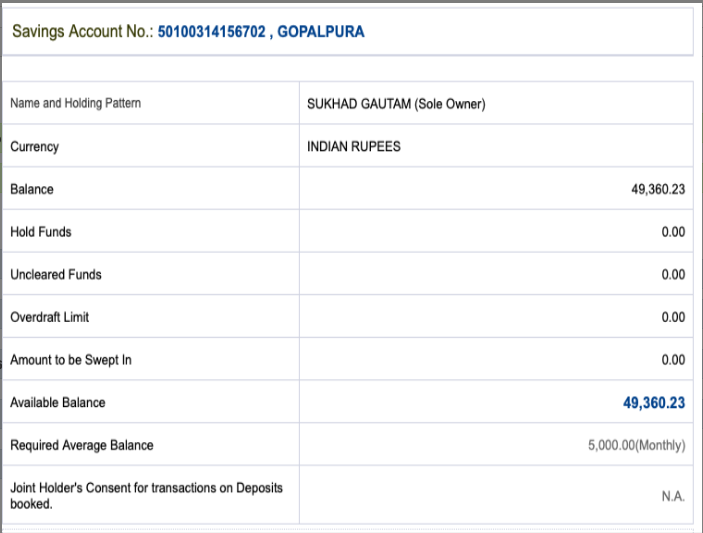 Savings Account No.: 50100314156702 , GOPALPURA
Name and Holding Pattern SUKHAD GAUTAM (Sole Owner)
Currency INDIAN RUPEES
Balance 49,360.23
Hold Funds 0.00
Uncleared Funds 0.00
Overdraft Limit 0.00
Amount to be Swept In 0.00
Available Balance 49,360.23
Required Average Balance 5,000.00(Monthly)
Joint Holder's Consent for transactions on Deposits
booked. N.A.